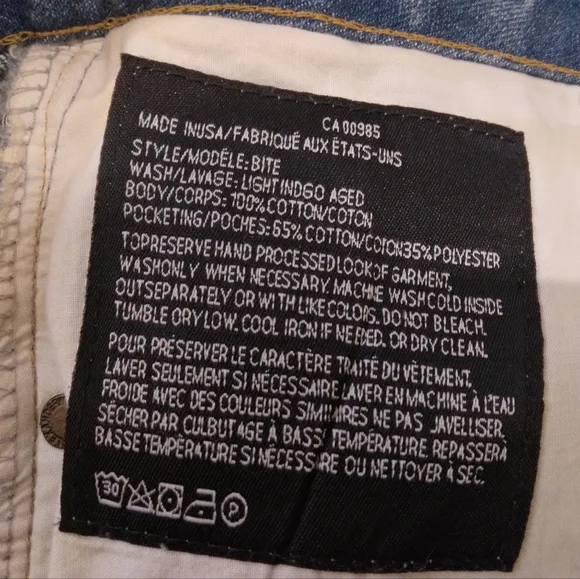 CA 00985
MADE IN USA/FABRIQUÉ AUX ÉTATS-UNS
STYLE/MODÈLE: BITE
WASH/LAVAGE: LIGHT INDGO AGED
BODY/CORPS: 100% COTTON/COTON
POCKETING/POCHES: 65% COTTON/COTON 35% POLYESTER
TO PRESERVE HAND PROCESSED LOOK OF GARMENT,
WASH ONLY WHEN NECESSARY. MACHINE WASH COLD INSIDE
OUT SEPARATELY OR WITH LIKE COLORS. DO NOT BLEACH.
TUMBLE DRY LOW. COOL IRON IF NEEDED. OR DRY CLEAN.
POUR PRÉSERVER LE CARACTÈRE TRAITÉ DU VÊTEMENT,
LAVER SEULEMENT SI NÉCESSAIRE LAVER EN MACHINE À L'EAU
FROIDE AVEC DES COULEURS SIMILAIRES NE PAS JAVELLISER.
SÉCHER PAR CULBUTAGE À BASSE TEMPÉRATURE. REPASSER À
BASSE TEMPÉRATURE SI NÉCESSAIRE OU NETTOYER À SEC.
30 P